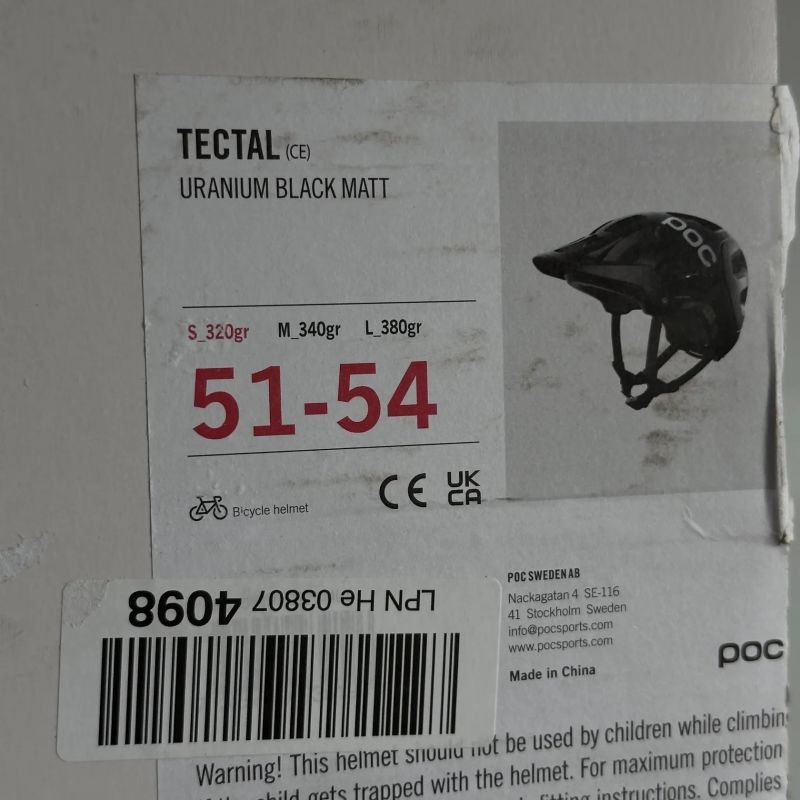 TECTAL (CE)
URANIUM BLACK MATT
poc
S_320gr M_340gr L_380gr
51-54
CE UK
CA
Bicycle helmet
POC SWEDEN AB
Nackagatan 4 SE-116
41 Stockholm Sweden
info@pocsports.com
www.pocsports.com
Made in China
poc
LPN He 03807 4098
Warning! This helmet should not be used by children while climbin
child gets trapped with the helmet. For maximum protection
fitting instructions. Complies